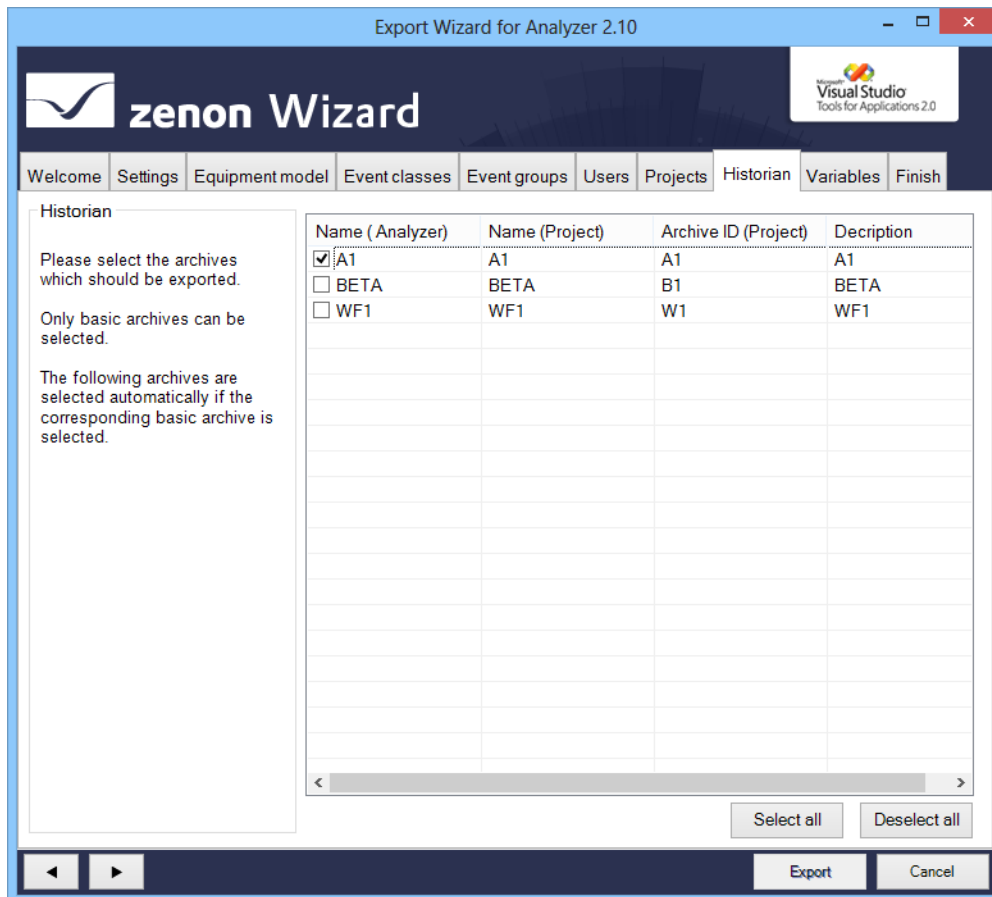 Export Wizard for Analyzer 2.10
zenon Wizard
Microsoft
Visual Studio
Tools for Applications 2.0
Welcome Settings Equipment model Event classes Event groups Users Projects Historian Variables Finish
Historian
Please select the archives
which should be exported.
Only basic archives can be
selected.
The following archives are
selected automatically if the
corresponding basic archive is
selected.
Name ( Analyzer) Name (Project) Archive ID (Project) Decription
A1 A1 A1 A1
BETA BETA B1 BETA
WF1 WF1 W1 WF1
Select all Deselect all
Export Cancel